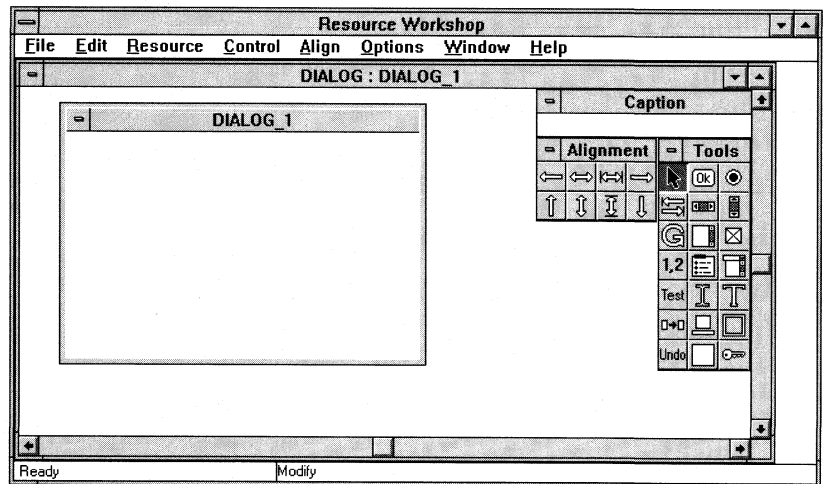 Resource Workshop
File Edit Resource Control Align Options Window Help
DIALOG : DIALOG_1
Caption
DIALOG_1
Alignment
Tools
Ok
G
1,2
Test
I T
Undo
Ready Modify